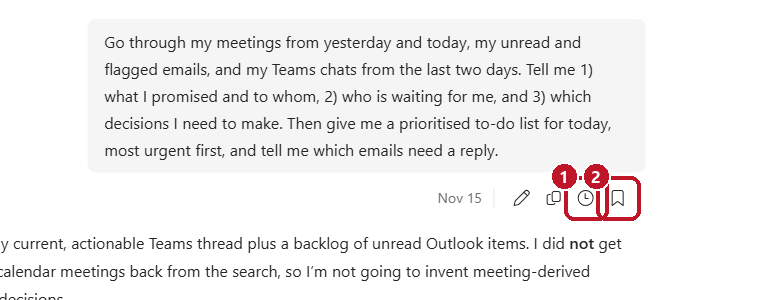 Go through my meetings from yesterday and today, my unread and
flagged emails, and my Teams chats from the last two days. Tell me 1)
what I promised and to whom, 2) who is waiting for me, and 3) which
decisions I need to make. Then give me a prioritised to-do list for today,
most urgent first, and tell me which emails need a reply.
1 2
Nov 15
y current, actionable Teams thread plus a backlog of unread Outlook items. I did not get
calendar meetings back from the search, so I’m not going to invent meeting-derived
decisions.